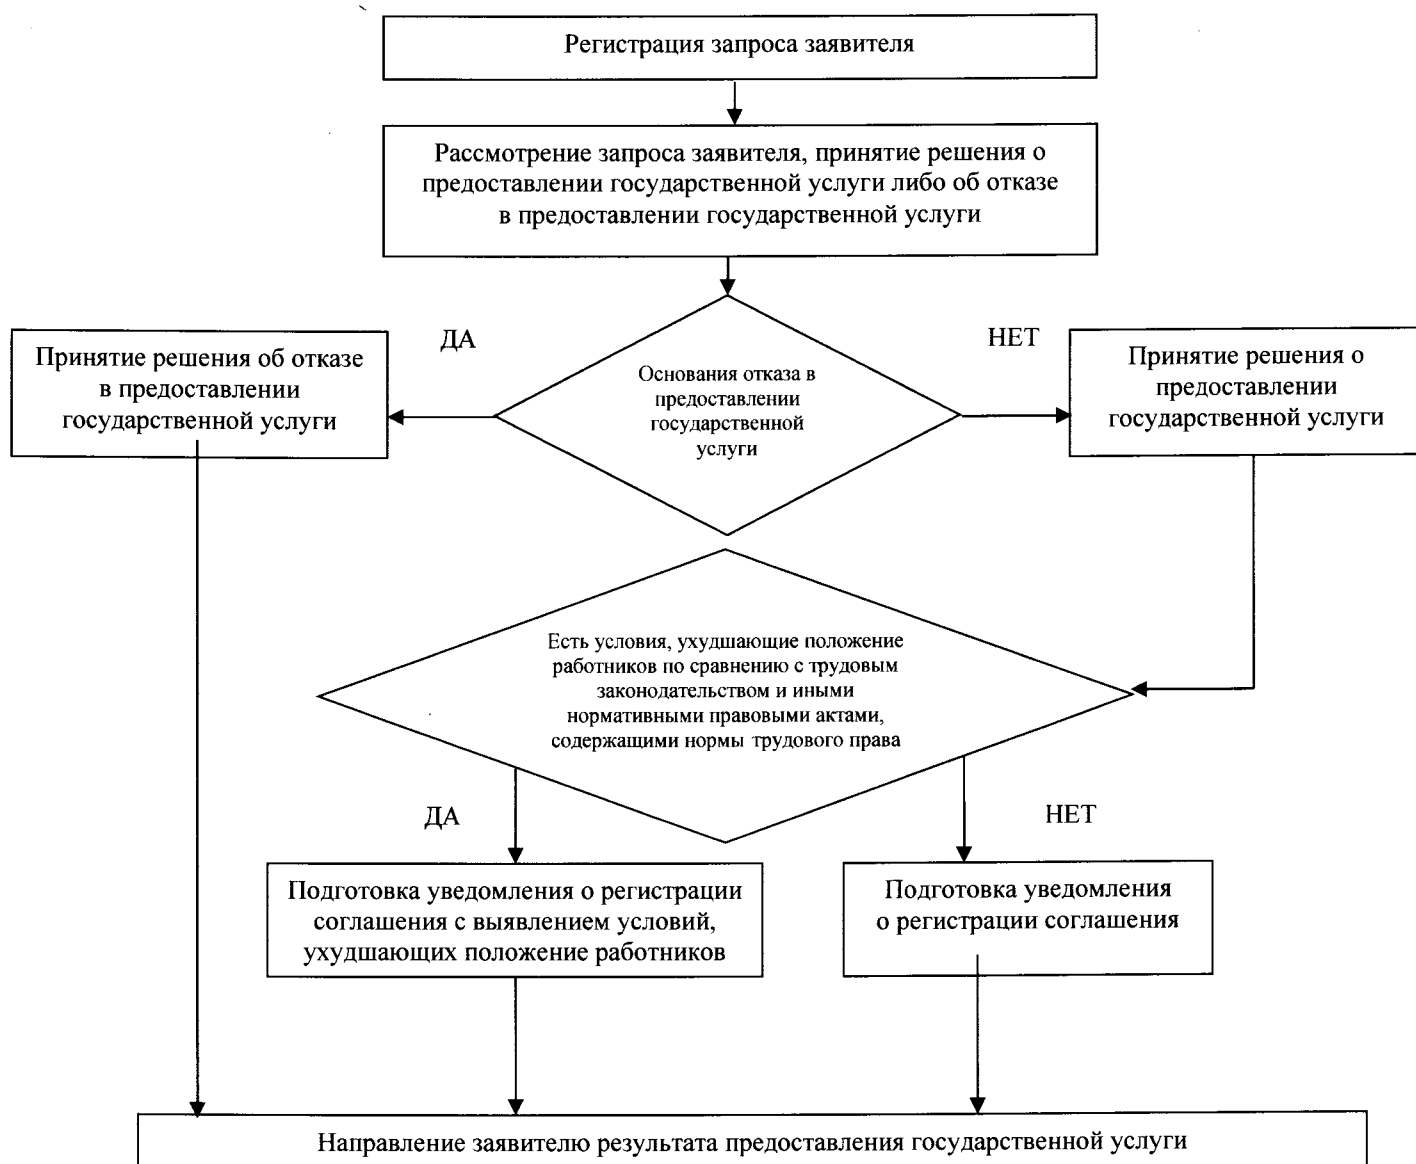 Регистрация запроса заявителя
Рассмотрение запроса заявителя, принятие решения о
предоставлении государственной услуги либо об отказе
в предоставлении государственной услуги
ДА
НЕТ
Принятие решения об отказе
в предоставлении
государственной услуги
Основания отказа в
предоставлении
государственной
услуги
Принятие решения о
предоставлении
государственной услуги
Есть условия, ухудшающие положение
работников по сравнению с трудовым
законодательством и иными
нормативными правовыми актами,
содержащими нормы трудового права
ДА
НЕТ
Подготовка уведомления о регистрации
соглашения с выявлением условий,
ухудшающих положение работников
Подготовка уведомления
о регистрации соглашения
Направление заявителю результата предоставления государственной услуги